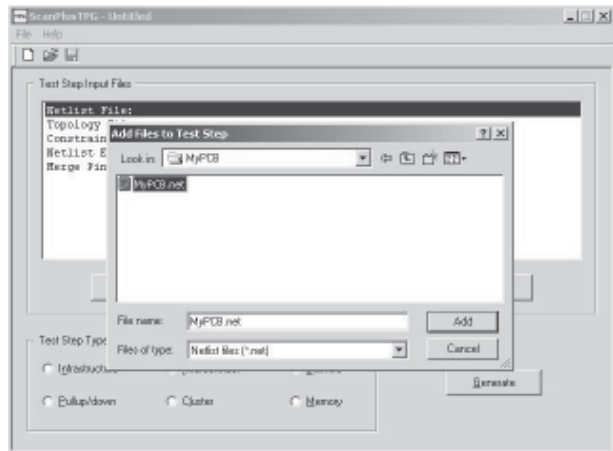 ScanPlusTPG - Untitled
File Help
Test Step Input Files
Netlist File:
Topology
Constrain
Netlist E
Merge Pin
Add Files to Test Step
Look in: MyPCB
MyPCB.net
File name: MyPCB.net
Add
Files of type: Netlist files (*.net)
Cancel
Test Step Type
Infrastructure
Generate
Pullup/down
Cluster
Memory